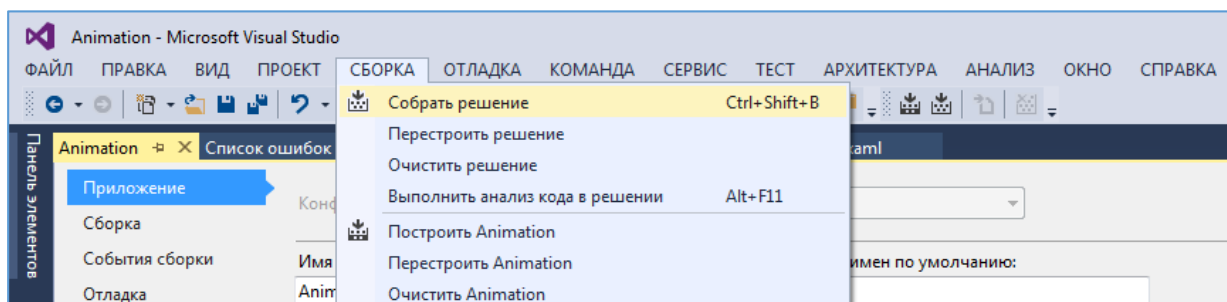 Animation - Microsoft Visual Studio
ФАЙЛ ПРАВКА ВИД ПРОЕКТ СБОРКА ОТЛАДКА КОМАНДА СЕРВИС ТЕСТ АРХИТЕКТУРА АНАЛИЗ ОКНО СПРАВКА
Собрать решение Ctrl+Shift+B
Перестроить решение
Очистить решение
Выполнить анализ кода в решении Alt+F11
Построить Animation
Перестроить Animation
Очистить Animation
Панель элементов
Animation Список ошибок
Приложение
Сборка
События сборки
Отладка
Имя
имен по умолчанию: